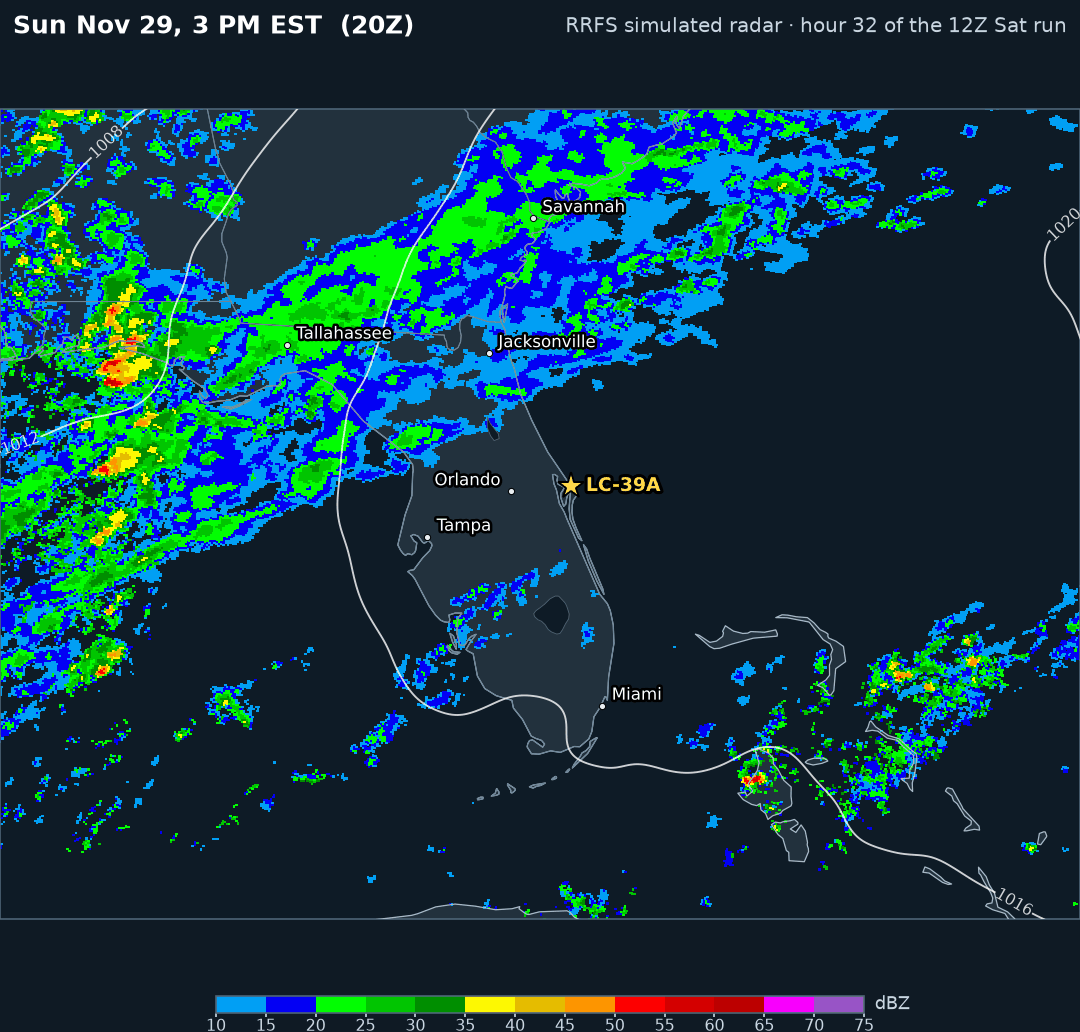 Sun Nov 29, 3 PM EST (20Z)
RRFS simulated radar · hour 32 of the 12Z Sat run
1008
Savannah
1020
Tallahassee
Jacksonville
1012
Orlando
LC-39A
Tampa
Miami
1016
dBZ
10 15 20 25 30 35 40 45 50 55 60 65 70 75